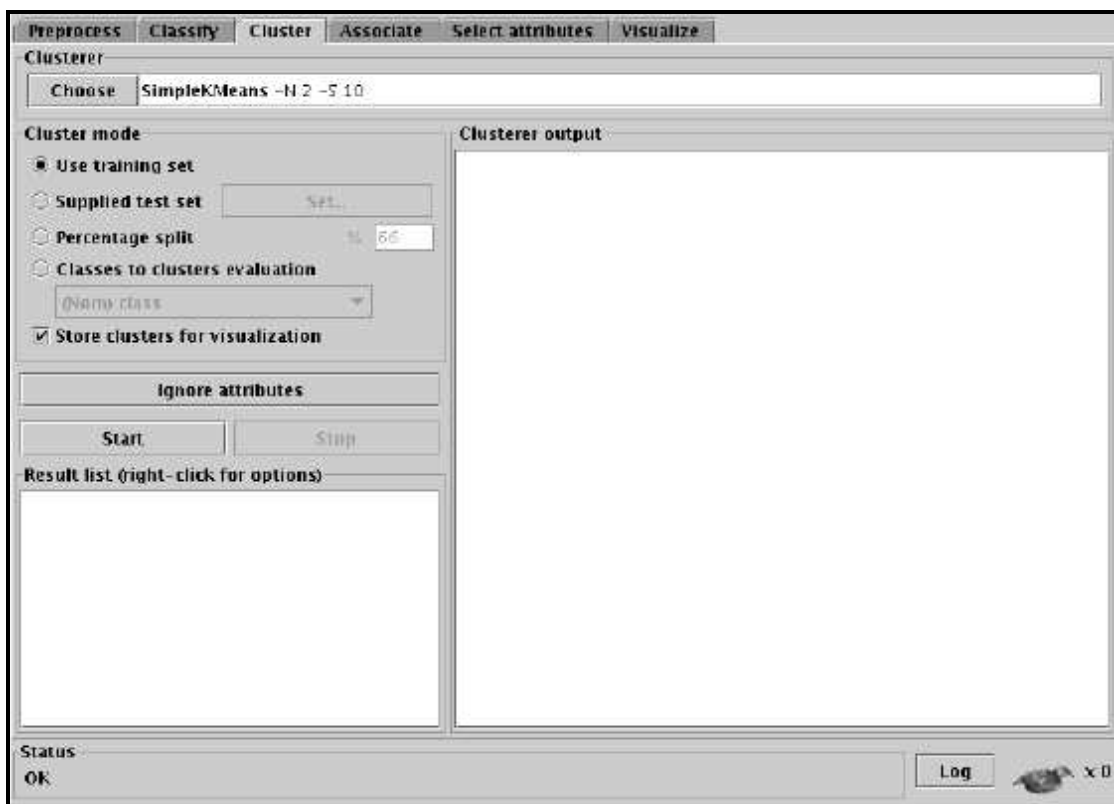 Preprocess Classify Cluster Associate Select attributes Visualize
Clusterer
Choose SimpleKMeans -N 2 -S 10
Cluster mode
Clusterer output
Use training set
Supplied test set Set...
Percentage split % 66
Classes to clusters evaluation
(Nom) class
Store clusters for visualization
Ignore attributes
Start Stop
Result list (right-click for options)
Status
OK
Log
x 0